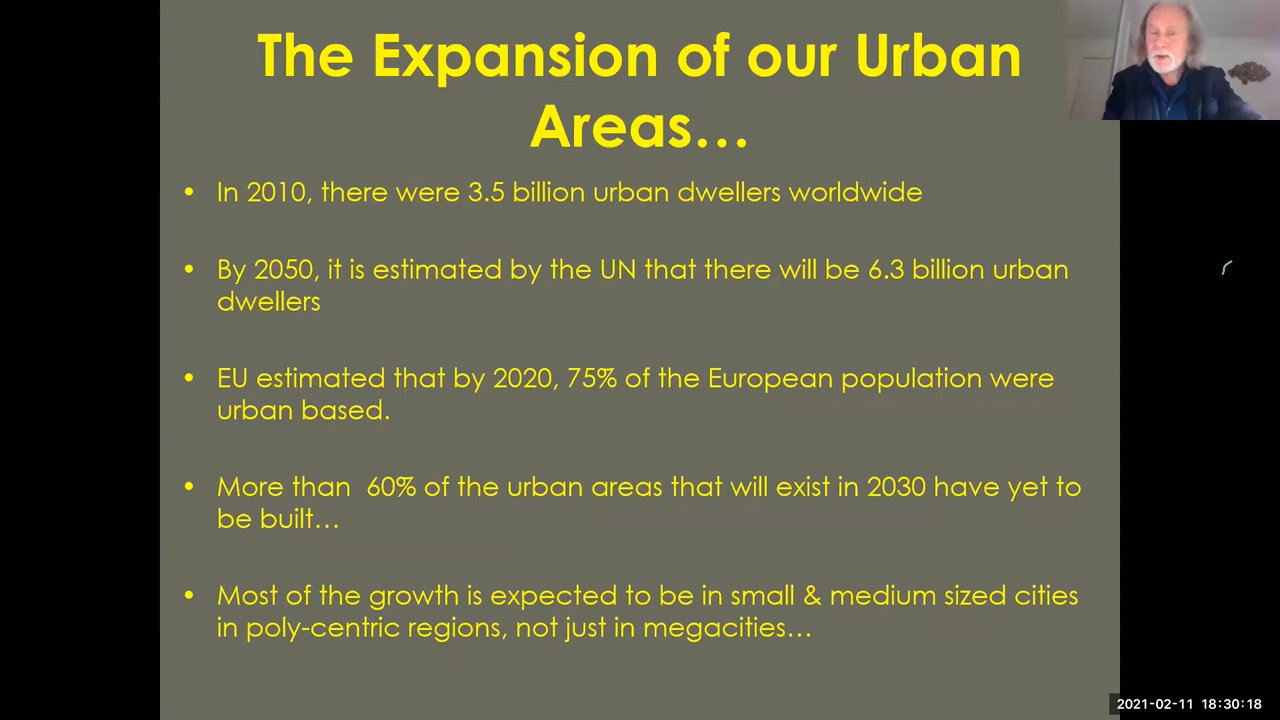 The Expansion of our Urban
Areas…
• In 2010, there were 3.5 billion urban dwellers worldwide
• By 2050, it is estimated by the UN that there will be 6.3 billion urban
dwellers
• EU estimated that by 2020, 75% of the European population were
urban based.
• More than  60% of the urban areas that will exist in 2030 have yet to
be built…
• Most of the growth is expected to be in small & medium sized cities
in poly-centric regions, not just in megacities…
2021-02-11 18:30:18